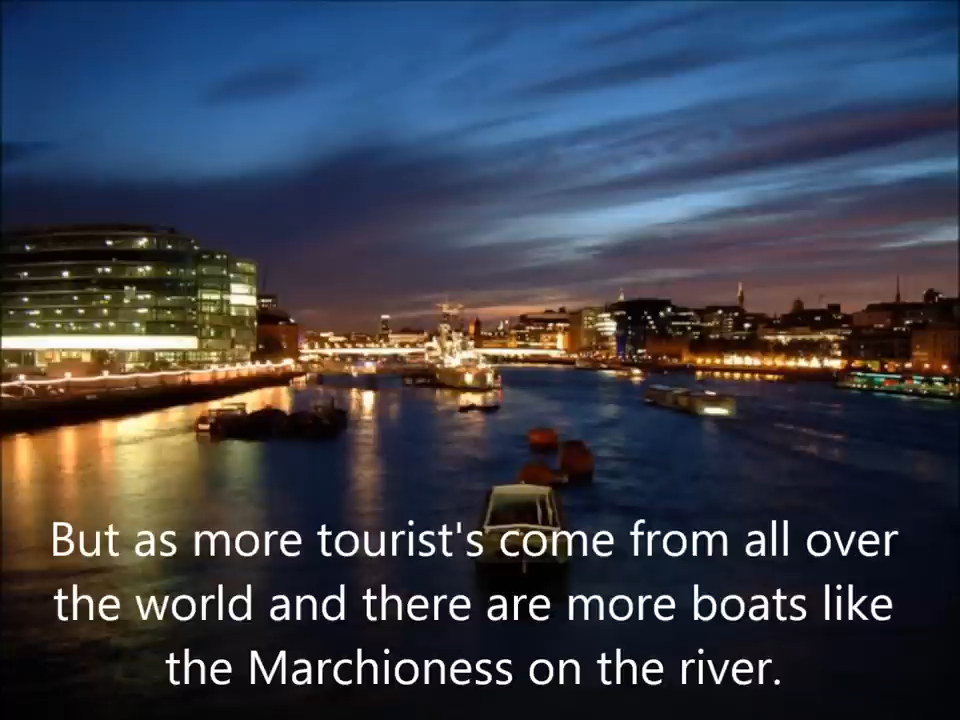 But as more tourist's come from all over
the world and there are more boats like
the Marchioness on the river.